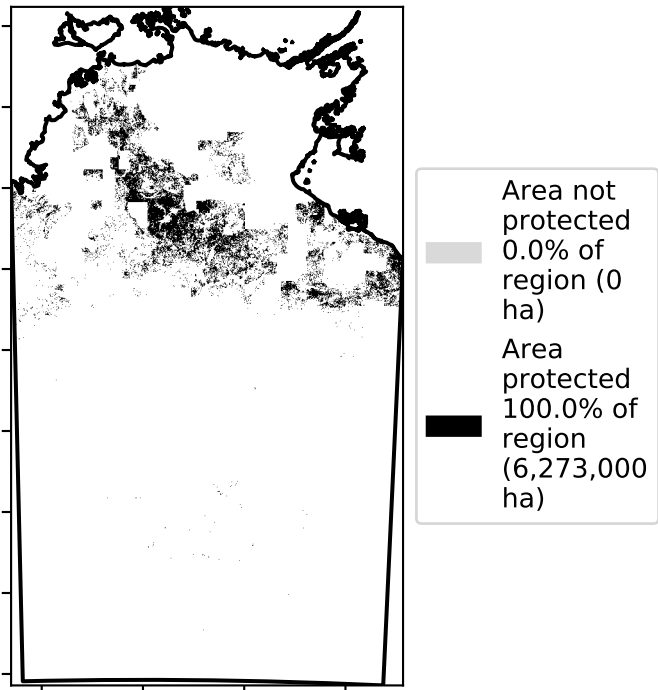 Area not
protected
0.0% of
region (0
ha)
Area
protected
100.0% of
region
(6,273,000
ha)